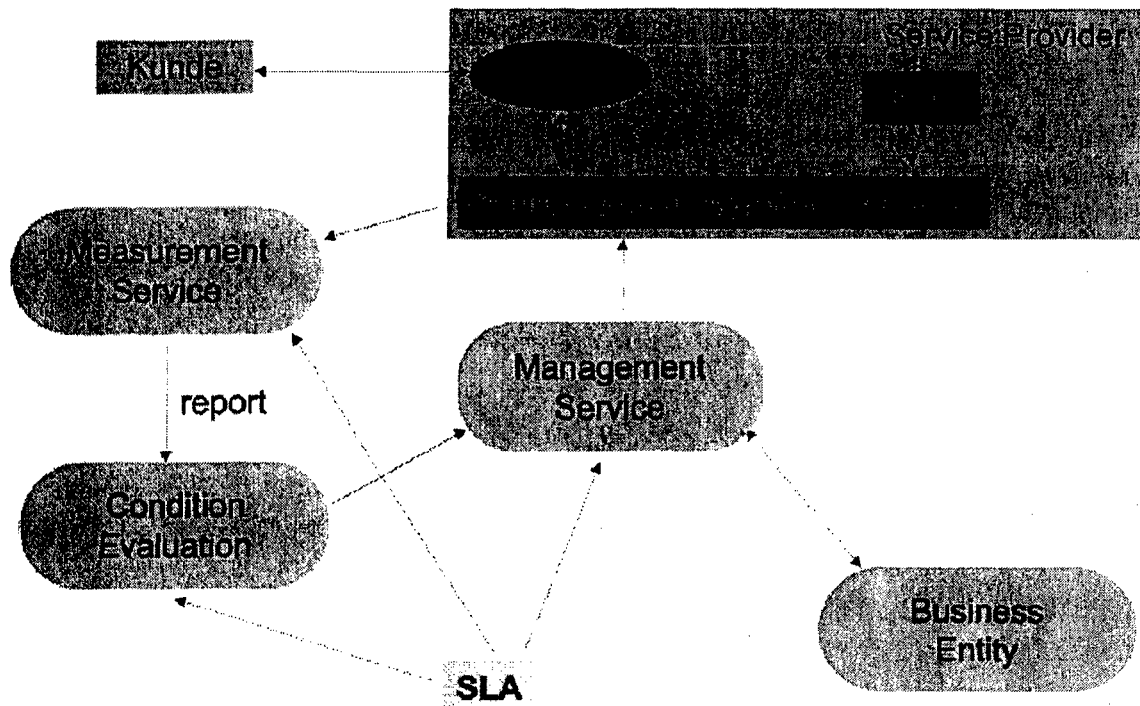 Service Provider
Kunde
Measurement
Service
Management
Service
report
Condition
Evaluation
Business
Entity
SLA